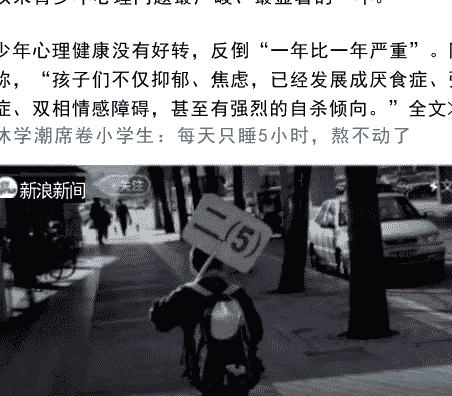 少年心理健康没有好转，反倒“一年比一年严重”。
称，“孩子们不仅抑郁、焦虑，已经发展成厌食症、
症、双相情感障碍，甚至有强烈的自杀倾向。”全文
休学潮席卷小学生：每天只睡5小时，熬不动了
新浪新闻
关注
二(5)